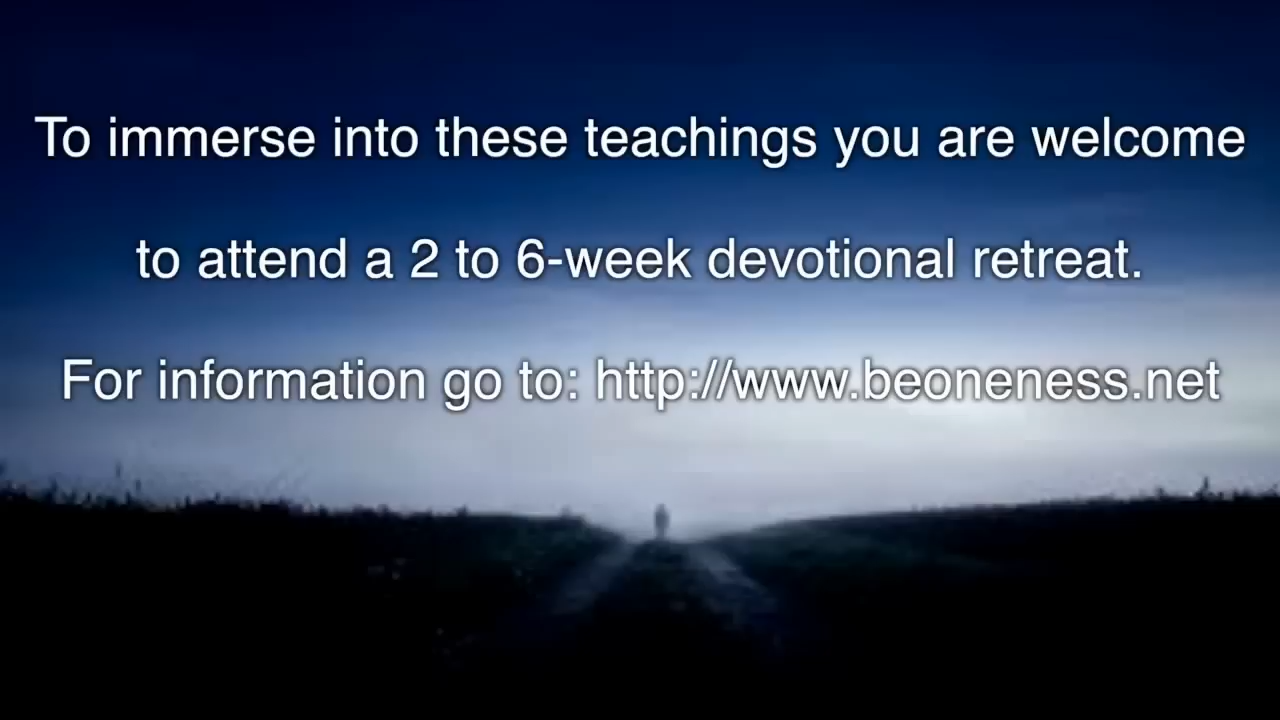 To immerse into these teachings you are welcome
to attend a 2 to 6-week devotional retreat.
For information go to: http://www.beoneness.net